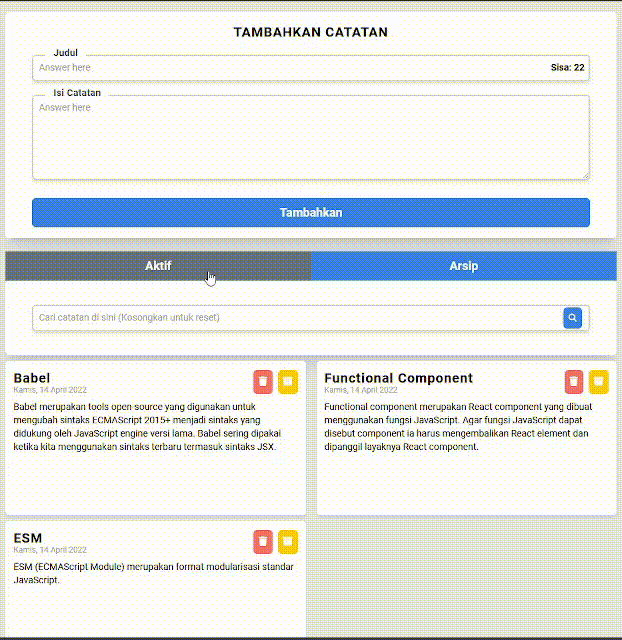 TAMBAHKAN CATATAN
Judul
Answer here
Sisa: 22
Isi Catatan
Answer here
Tambahkan
Aktif
Arsip
Cari catatan di sini (Kosongkan untuk reset)
Babel
Kamis, 14 April 2022
Babel merupakan tools open-source yang digunakan untuk
mengubah sintaks ECMAScript 2015+ menjadi sintaks yang
didukung oleh JavaScript engine versi lama. Babel sering dipakai
ketika kita menggunakan sintaks terbaru termasuk sintaks JSX.
Functional Component
Kamis, 14 April 2022
Functional component merupakan React component yang dibuat
menggunakan fungsi JavaScript. Agar fungsi JavaScript dapat
disebut component ia harus mengembalikan React element dan
dipanggil layaknya React component.
ESM
Kamis, 14 April 2022
ESM (ECMAScript Module) merupakan format modularisasi standar
JavaScript.